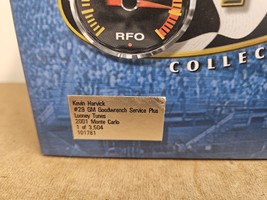 RFO
COLLEC
Kevin Harvick
#29 GM Goodwrench Service Plus
Looney Tunes
2001 Monte Carlo
1 of 3,504
101781